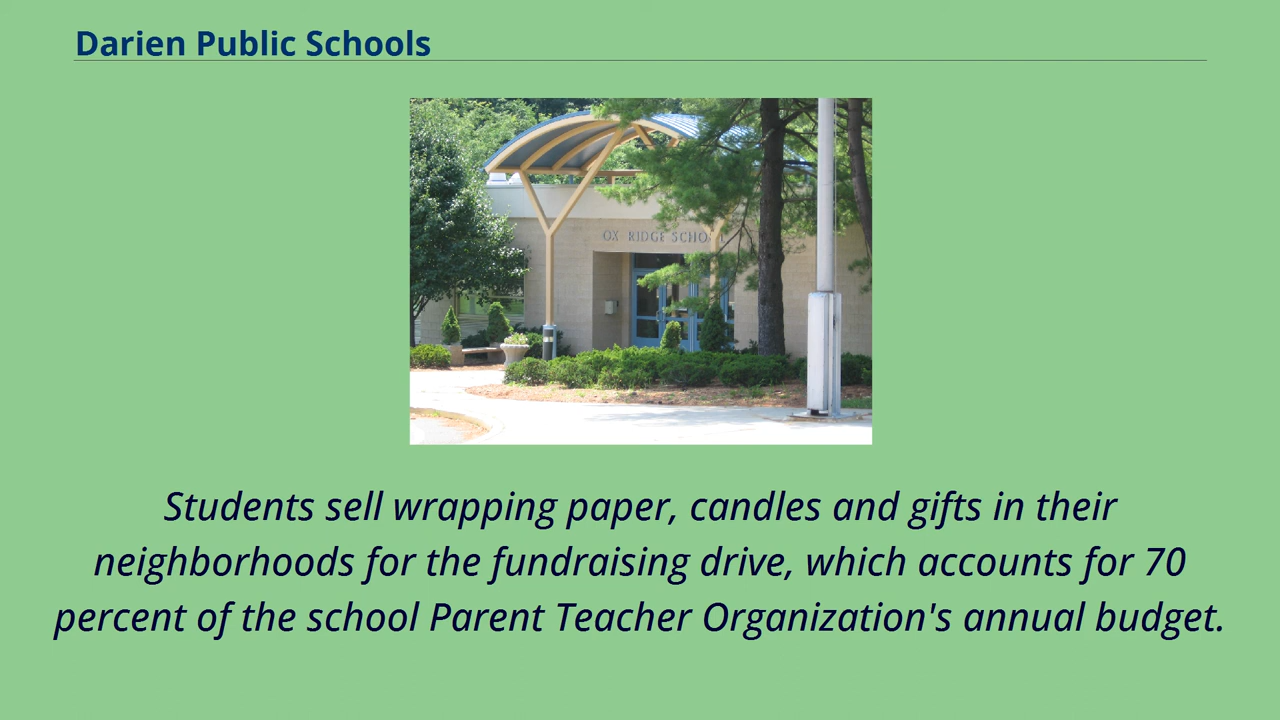 Darien Public Schools
OX RIDGE SCHOOL
Students sell wrapping paper, candles and gifts in their
neighborhoods for the fundraising drive, which accounts for 70
percent of the school Parent Teacher Organization's annual budget.